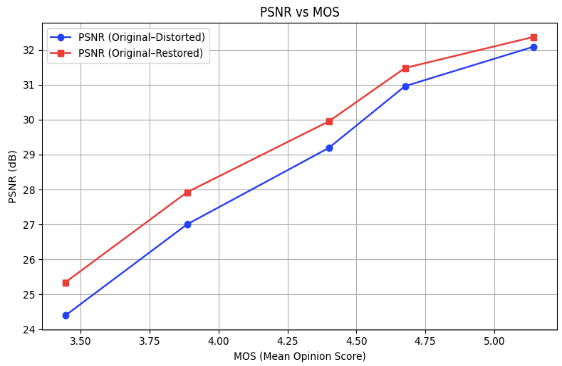 PSNR vs MOS
PSNR (Original–Distorted)
PSNR (Original–Restored)
PSNR (dB)
32
31
30
29
28
27
26
25
24
3.50 3.75 4.00 4.25 4.50 4.75 5.00
MOS (Mean Opinion Score)